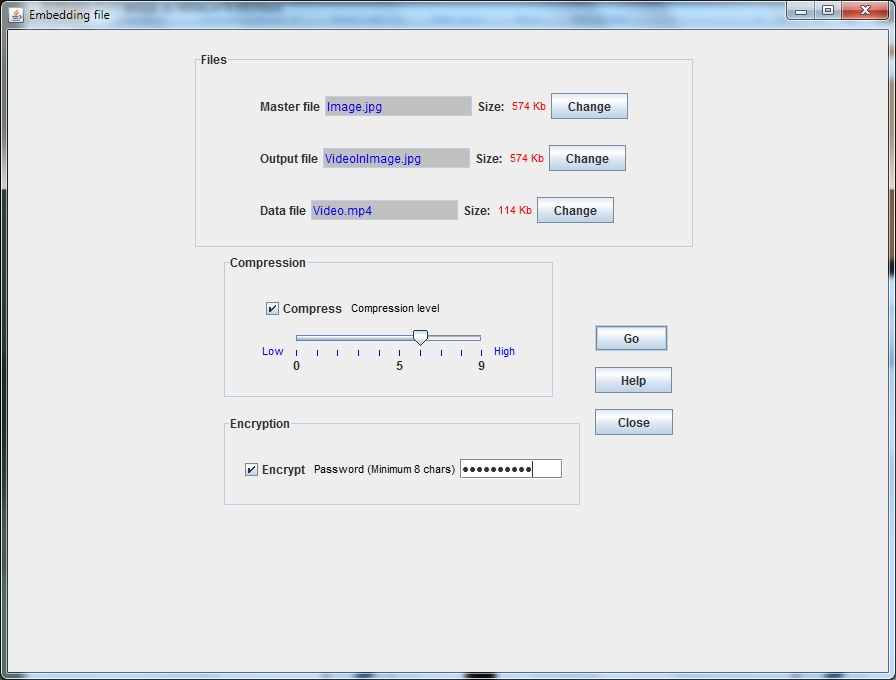 Embedding file
Files
Master file Image.jpg Size: 574 Kb Change
Output file VideoInImage.jpg Size: 574 Kb Change
Data file Video.mp4 Size: 114 Kb Change
Compression
Compress Compression level
Low High
0 5 9
Go
Help
Close
Encryption
Encrypt Password (Minimum 8 chars) ••••••••••